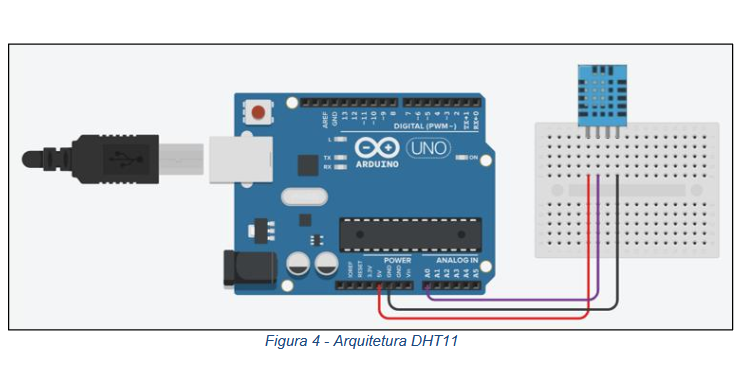 AREF
GND
13
12
~11
~10
~9
8
7
~6
~5
4
~3
2
TX→1
RX←0
DIGITAL (PWM~)
L
TX
RX
ARDUINO
UNO
ON
POWER
ANALOG IN
IOREF
RESET
3.3V
5V
GND
GND
Vin
A0
A1
A2
A3
A4
A5
Figura 4 - Arquitetura DHT11